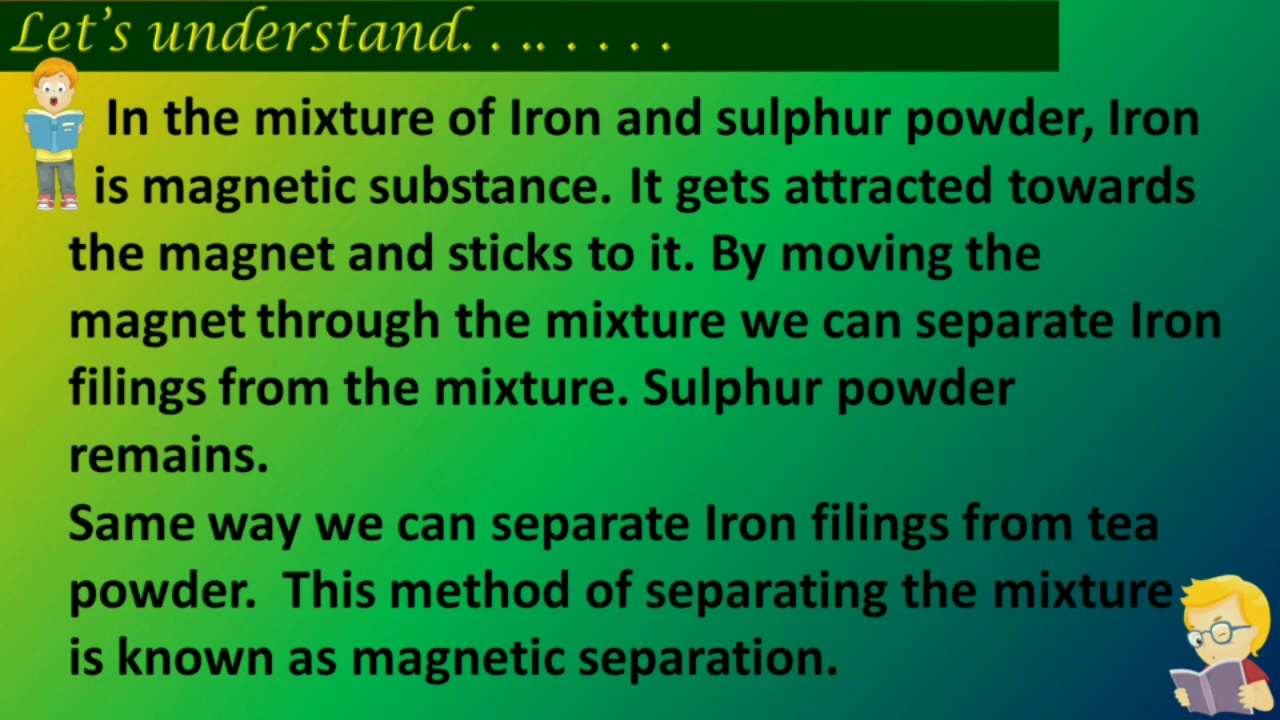 Let's understand. . .. . . . .
In the mixture of Iron and sulphur powder, Iron
is magnetic substance. It gets attracted towards
the magnet and sticks to it. By moving the
magnet through the mixture we can separate Iron
filings from the mixture. Sulphur powder
remains.
Same way we can separate Iron filings from tea
powder. This method of separating the mixture
is known as magnetic separation.